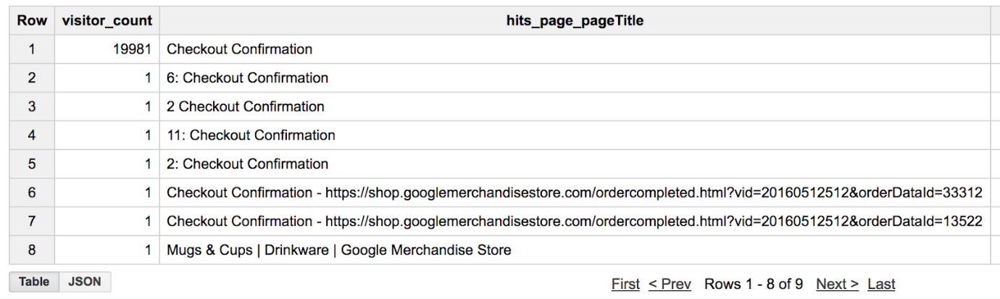 Row visitor_count hits_page_pageTitle
1 19981 Checkout Confirmation
2 1 6: Checkout Confirmation
3 1 2 Checkout Confirmation
4 1 11: Checkout Confirmation
5 1 2: Checkout Confirmation
6 1 Checkout Confirmation - https://shop.googlemerchandisestore.com/ordercompleted.html?vid=20160512512&orderDataId=33312
7 1 Checkout Confirmation - https://shop.googlemerchandisestore.com/ordercompleted.html?vid=20160512512&orderDataId=13522
8 1 Mugs & Cups | Drinkware | Google Merchandise Store
Table JSON First < Prev Rows 1 - 8 of 9 Next > Last